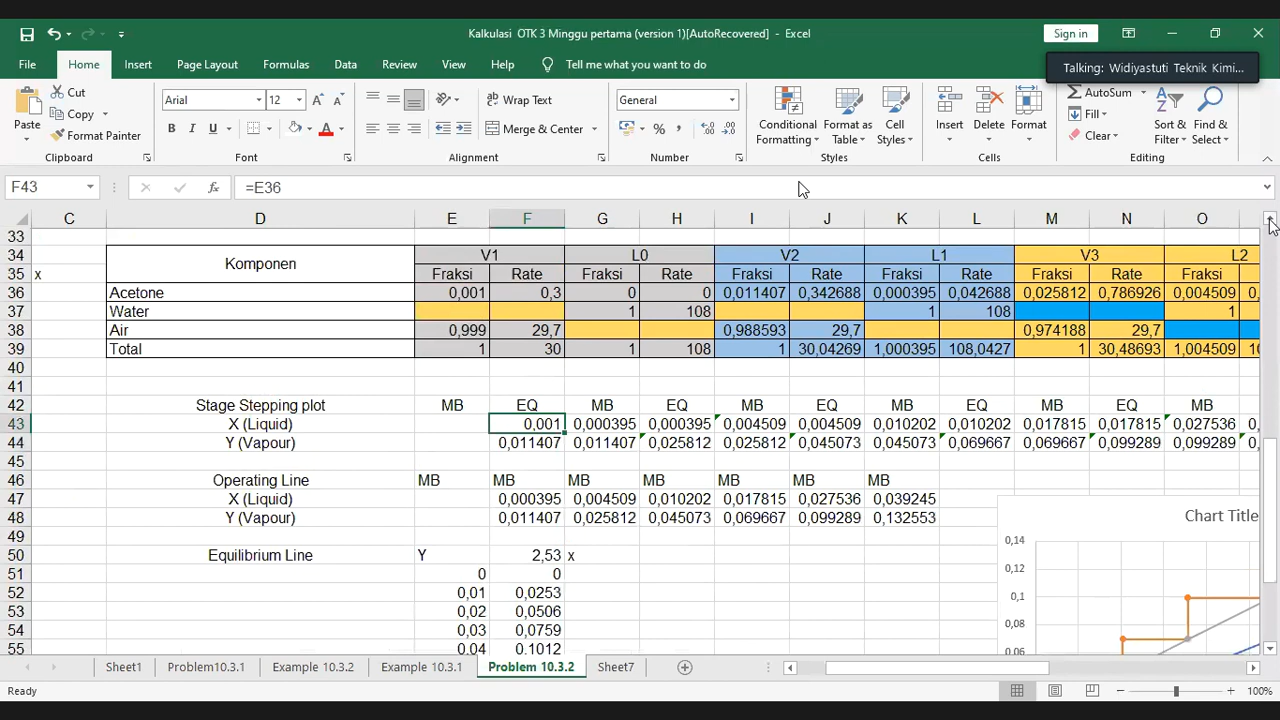 Kalkulasi OTK 3 Minggu pertama (version 1)[AutoRecovered] - Excel
Sign in
File Home Insert Page Layout Formulas Data Review View Help Tell me what you want to do
Talking: Widiyastuti Teknik Kimi...
Paste
Cut
Copy
Format Painter
Clipboard
Arial 12
B I U
Font
Wrap Text
Merge & Center
Alignment
General
Number
Conditional Formatting
Format as Table
Cell Styles
Styles
Insert Delete Format
Cells
AutoSum
Fill
Clear
Sort & Filter
Find & Select
Editing
F43 fx =E36
C D E F G H I J K L M N O
33
34 Komponen V1 L0 V2 L1 V3 L2
35 x Fraksi Rate Fraksi Rate Fraksi Rate Fraksi Rate Fraksi Rate Fraksi
36 Acetone 0,001 0,3 0 0 0,011407 0,342688 0,000395 0,042688 0,025812 0,786926 0,004509
37 Water 1 108 1 108 1
38 Air 0,999 29,7 0,988593 29,7 0,974188 29,7
39 Total 1 30 1 108 1 30,04269 1,000395 108,0427 1 30,48693 1,004509
40
41
42 Stage Stepping plot MB EQ MB EQ MB EQ MB EQ MB EQ MB
43 X (Liquid) 0,001 0,000395 0,000395 0,004509 0,004509 0,010202 0,010202 0,017815 0,017815 0,027536
44 Y (Vapour) 0,011407 0,011407 0,025812 0,025812 0,045073 0,045073 0,069667 0,069667 0,099289 0,099289
45
46 Operating Line MB MB MB MB MB MB MB
47 X (Liquid) 0,000395 0,004509 0,010202 0,017815 0,027536 0,039245
48 Y (Vapour) 0,011407 0,025812 0,045073 0,069667 0,099289 0,132553
49
50 Equilibrium Line Y 2,53 x
51 0 0
52 0,01 0,0253
53 0,02 0,0506
54 0,03 0,0759
55 0,04 0,1012
Chart Title
0,14
0,12
0,1
0,08
0,06
Sheet1 Problem10.3.1 Example 10.3.2 Example 10.3.1 Problem 10.3.2 Sheet7
Ready
100%